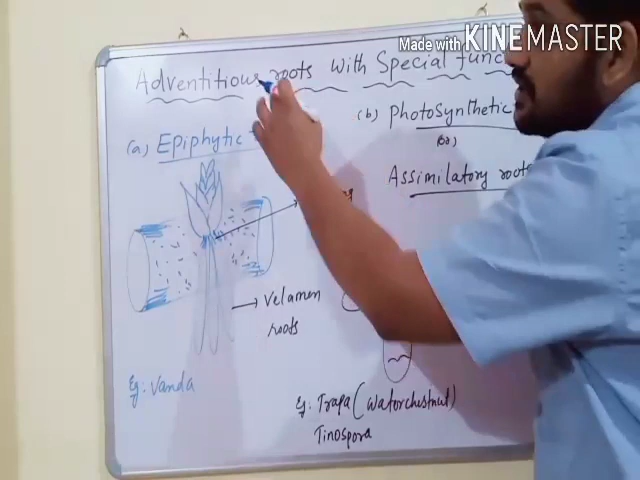 Made with KINEMASTER
Adventitious roots with Special func
(a) Epiphytic
(b) Photosynthetic
(or)
Assimilatory roots
→ Velamen
roots
Eg: Vanda
Eg: Trapa (Waterchestnut)
Tinospora